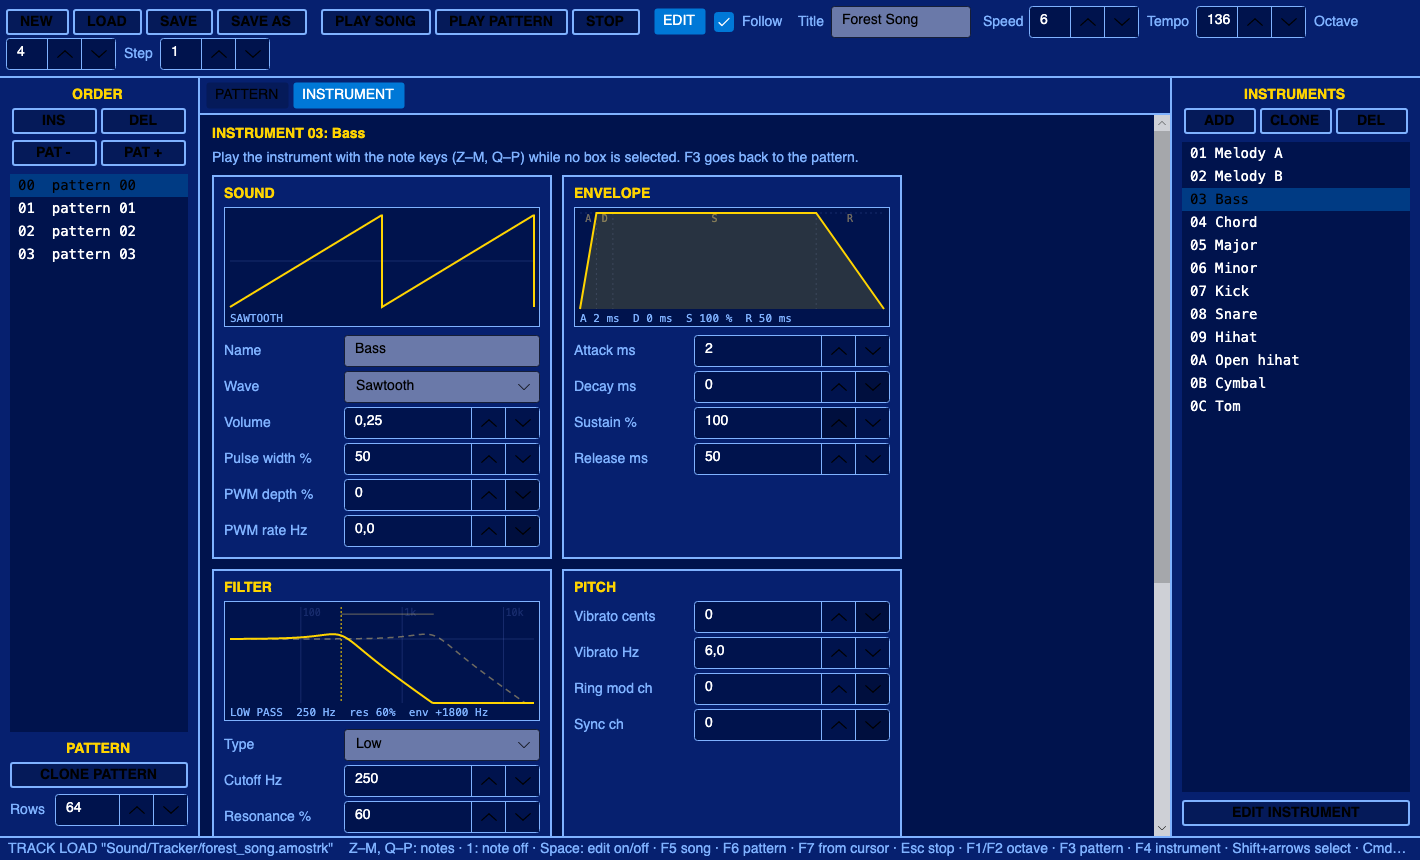 NEW LOAD SAVE SAVE AS PLAY SONG PLAY PATTERN STOP EDIT Follow Title Forest Song Speed 6 Tempo 136 Octave
4 Step 1
ORDER
INS DEL
PAT - PAT +
00 pattern 00
01 pattern 01
02 pattern 02
03 pattern 03
PATTERN
CLONE PATTERN
Rows 64
PATTERN INSTRUMENT
INSTRUMENT 03: Bass
Play the instrument with the note keys (Z–M, Q–P) while no box is selected. F3 goes back to the pattern.
SOUND
SAWTOOTH
Name Bass
Wave Sawtooth
Volume 0,25
Pulse width % 50
PWM depth % 0
PWM rate Hz 0,0
ENVELOPE
A D S R
A 2 ms D 0 ms S 100 % R 50 ms
Attack ms 2
Decay ms 0
Sustain % 100
Release ms 50
FILTER
100 1k 10k
LOW PASS 250 Hz res 60% env +1800 Hz
Type Low
Cutoff Hz 250
Resonance % 60
PITCH
Vibrato cents 0
Vibrato Hz 6,0
Ring mod ch 0
Sync ch 0
INSTRUMENTS
ADD CLONE DEL
01 Melody A
02 Melody B
03 Bass
04 Chord
05 Major
06 Minor
07 Kick
08 Snare
09 Hihat
0A Open hihat
0B Cymbal
0C Tom
EDIT INSTRUMENT
TRACK LOAD "Sound/Tracker/forest_song.amostrk" Z–M, Q–P: notes · 1: note off · Space: edit on/off · F5 song · F6 pattern · F7 from cursor · Esc stop · F1/F2 octave · F3 pattern · F4 instrument · Shift+arrows select · Cmd...